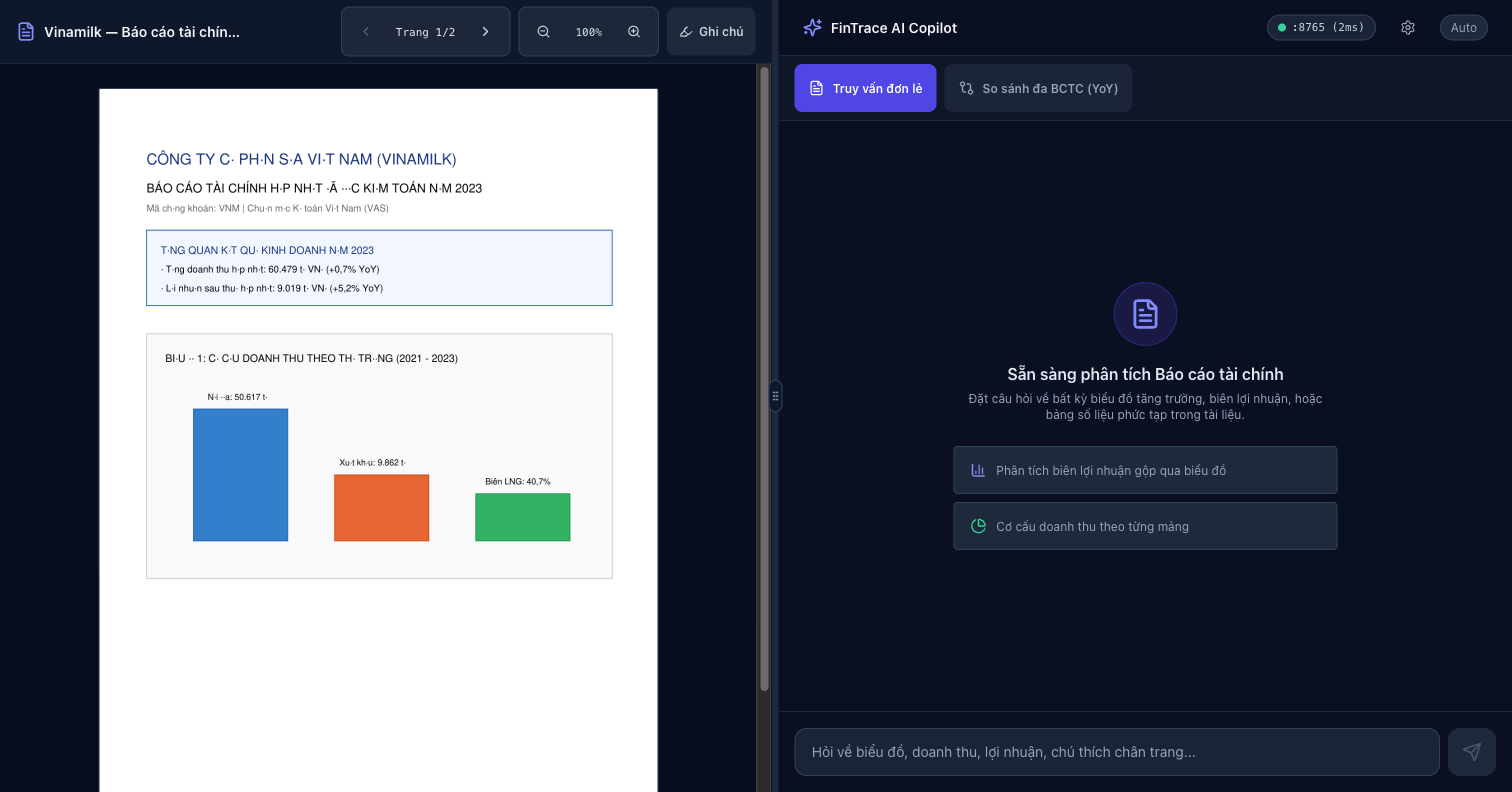 Vinamilk — Báo cáo tài chín...
Trang 1/2
100%
Ghi chú
CÔNG TY C· PH·N S·A VI·T NAM (VINAMILK)
BÁO CÁO TÀI CHÍNH H·P NH·T ·Ã ···C KI·M TOÁN N·M 2023
Mã ch·ng khoán: VNM | Chu·n m·c K· toán Vi·t Nam (VAS)
T·NG QUAN K·T QU· KINH DOANH N·M 2023
· T·ng doanh thu h·p nh·t: 60.479 t· VN· (+0,7% YoY)
· L·i nhu·n sau thu· h·p nh·t: 9.019 t· VN· (+5,2% YoY)
BI·U ·· 1: C· C·U DOANH THU THEO TH· TR··NG (2021 - 2023)
N·i ··a: 50.617 t·
Xu·t kh·u: 9.862 t·
Biên LNG: 40,7%
FinTrace AI Copilot
:8765 (2ms)
Auto
Truy vấn đơn lẻ
So sánh đa BCTC (YoY)
Sẵn sàng phân tích Báo cáo tài chính
Đặt câu hỏi về bất kỳ biểu đồ tăng trưởng, biên lợi nhuận, hoặc
bảng số liệu phức tạp trong tài liệu.
Phân tích biên lợi nhuận gộp qua biểu đồ
Cơ cấu doanh thu theo từng mảng
Hỏi về biểu đồ, doanh thu, lợi nhuận, chú thích chân trang...